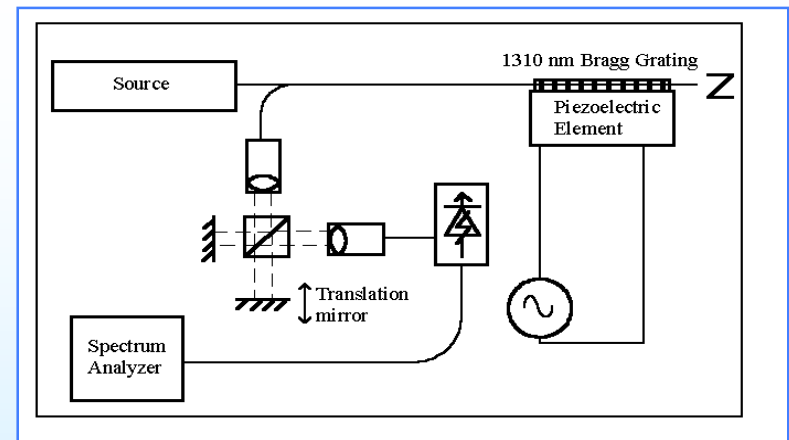 1310 nm Bragg Grating
Source
Piezoelectric
Element
Translation
mirror
Spectrum
Analyzer